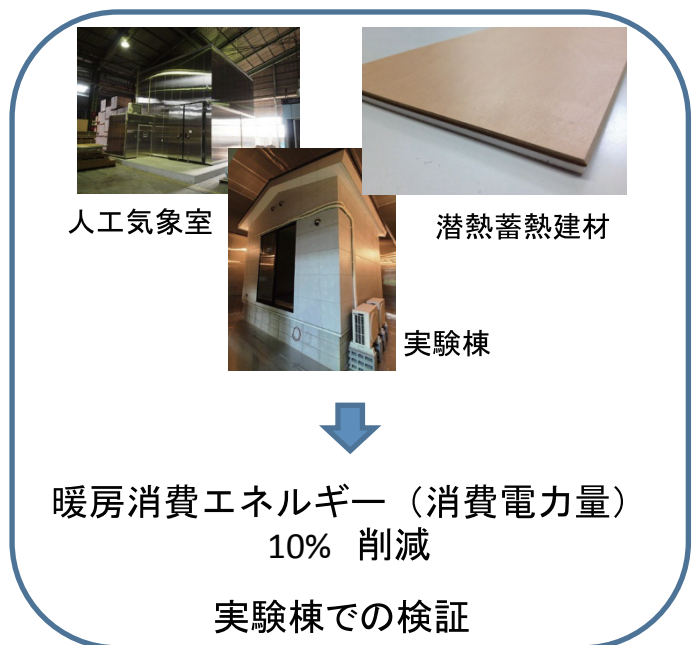 人工気象室
潜熱蓄熱建材
実験棟
暖房消費エネルギー（消費電力量）
10% 削減
実験棟での検証